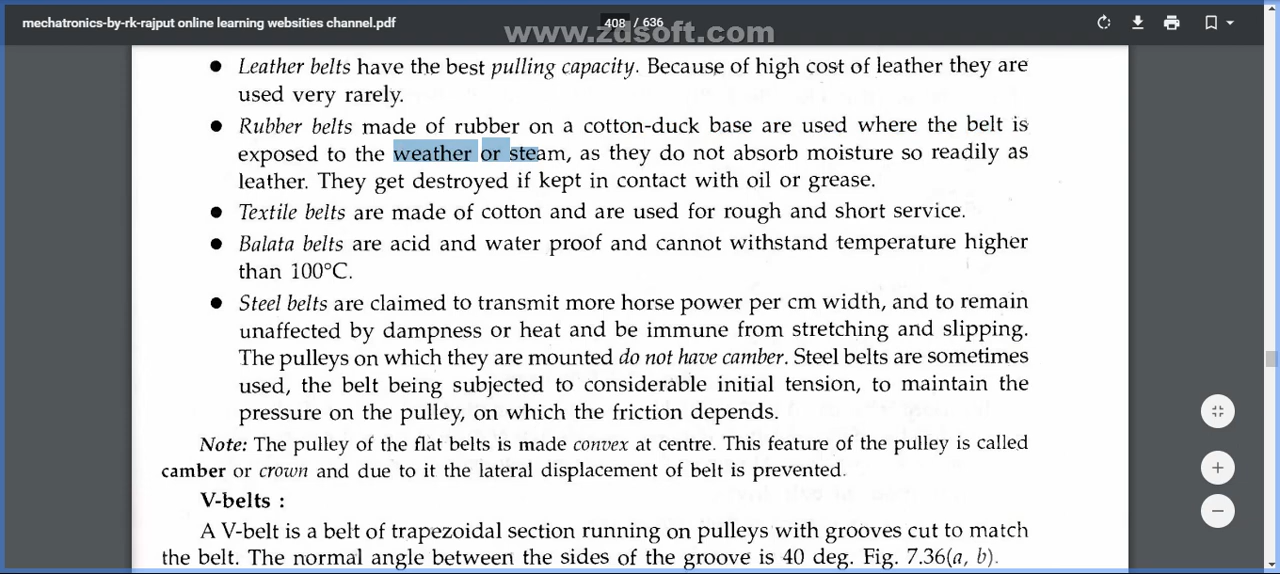 mechatronics-by-rk-rajput online learning websities channel.pdf
408 / 636
www.zdsoft.com
● Leather belts have the best pulling capacity. Because of high cost of leather they are
used very rarely.
● Rubber belts made of rubber on a cotton-duck base are used where the belt is
exposed to the weather or steam, as they do not absorb moisture so readily as
leather. They get destroyed if kept in contact with oil or grease.
● Textile belts are made of cotton and are used for rough and short service.
● Balata belts are acid and water proof and cannot withstand temperature higher
than 100°C.
● Steel belts are claimed to transmit more horse power per cm width, and to remain
unaffected by dampness or heat and be immune from stretching and slipping.
The pulleys on which they are mounted do not have camber. Steel belts are sometimes
used, the belt being subjected to considerable initial tension, to maintain the
pressure on the pulley, on which the friction depends.
Note: The pulley of the flat belts is made convex at centre. This feature of the pulley is called
camber or crown and due to it the lateral displacement of belt is prevented.
V-belts :
A V-belt is a belt of trapezoidal section running on pulleys with grooves cut to match
the belt. The normal angle between the sides of the groove is 40 deg. Fig. 7.36(a, b).